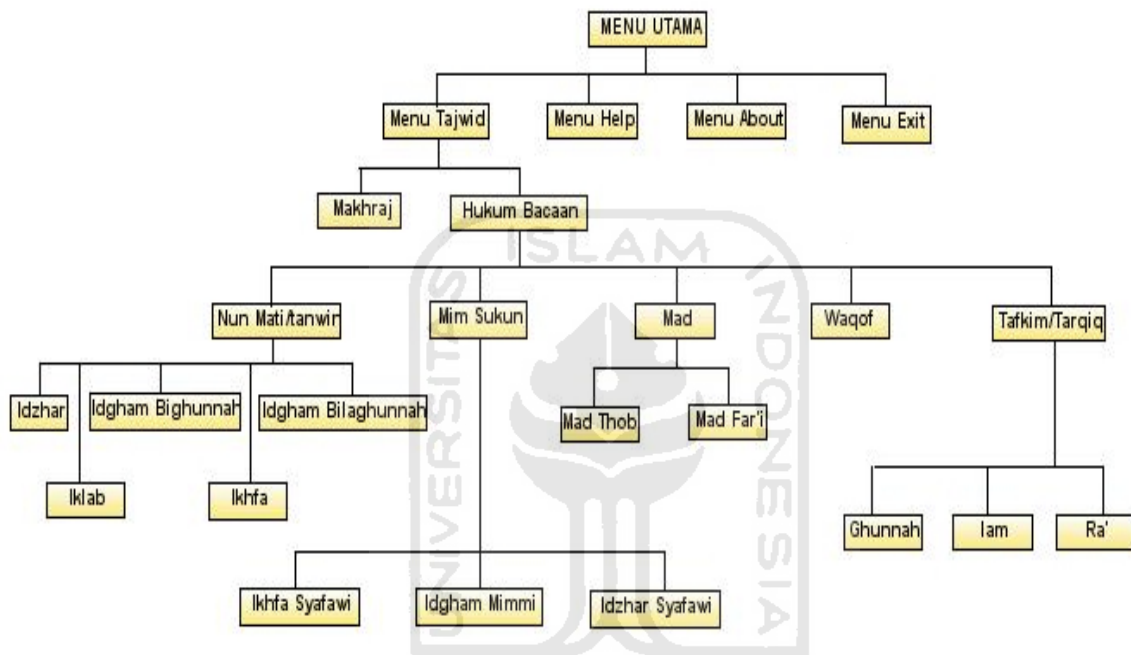 MENU UTAMA
Menu Tajwid
Menu Help
Menu About
Menu Exit
Makhraj
Hukum Bacaan
Nun Mati/tanwin
Mim Sukun
Mad
Waqof
Tafkim/Tarqiq
Idzhar
Idgham Bighunnah
Idgham Bilaghunnah
Mad Thob
Mad Far'i
Iklab
Ikhfa
Ghunnah
lam
Ra'
Ikhfa Syafawi
Idgham Mimmi
Idzhar Syafawi
UNIVERSITAS
ISLAM
INDONESIA